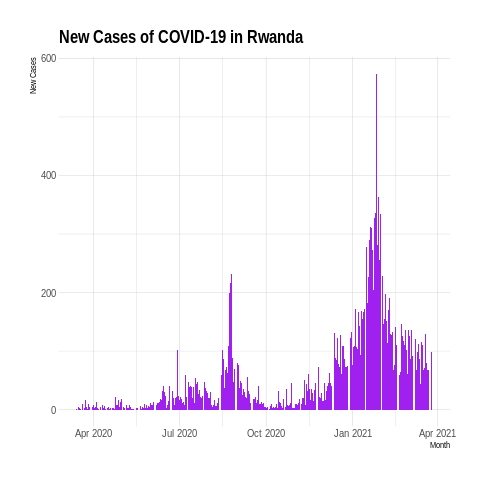 New Cases of COVID-19 in Rwanda
New Cases
600
400
200
0
Apr 2020
Jul 2020
Oct 2020
Jan 2021
Apr 2021
Month